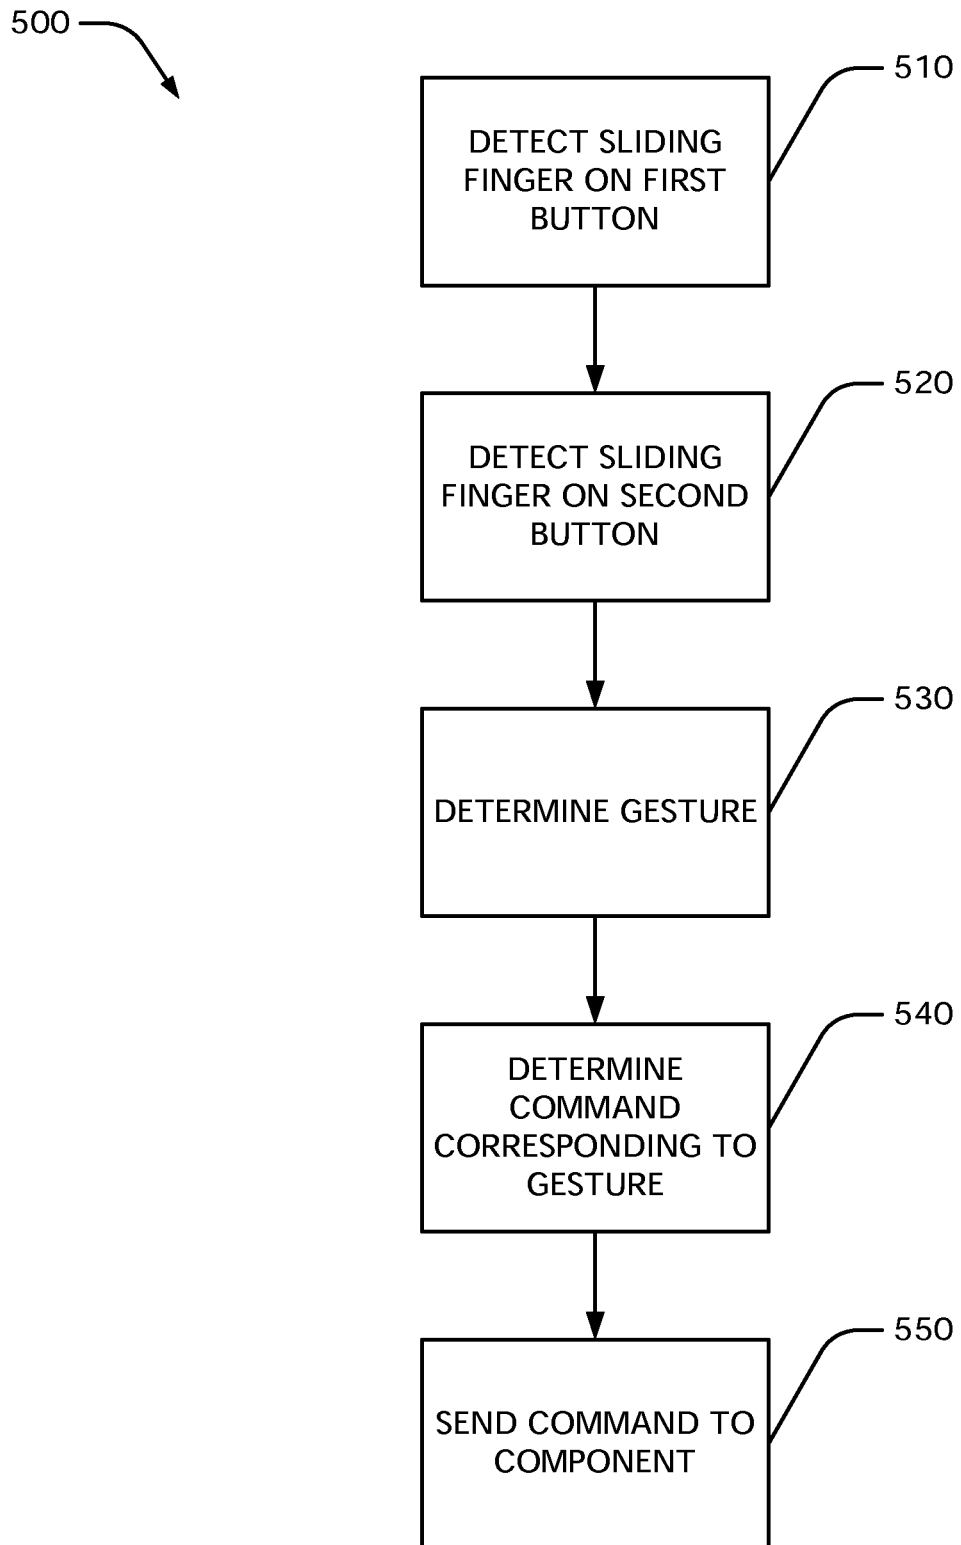 500
510
DETECT SLIDING
FINGER ON FIRST
BUTTON
520
DETECT SLIDING
FINGER ON SECOND
BUTTON
530
DETERMINE GESTURE
540
DETERMINE
COMMAND
CORRESPONDING TO
GESTURE
550
SEND COMMAND TO
COMPONENT